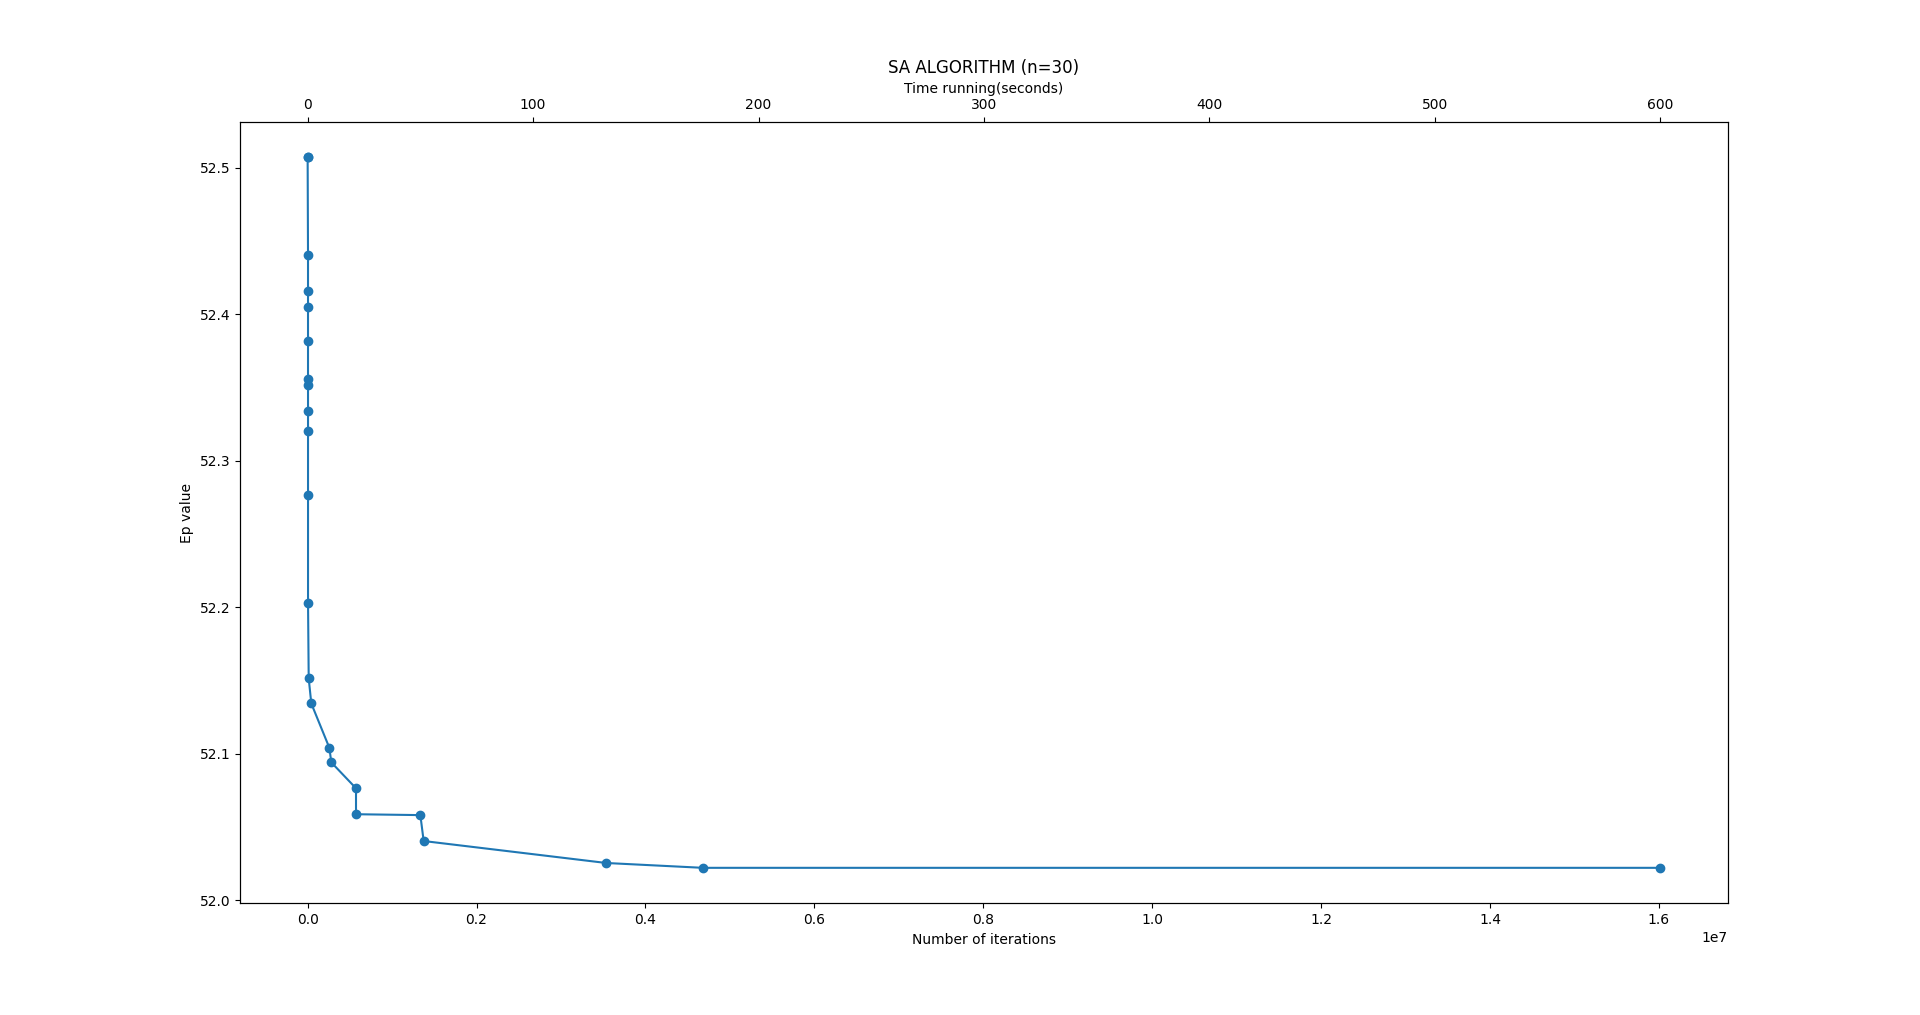 SA ALGORITHM (n=30)
Time running(seconds)
0 100 200 300 400 500 600
52.5
52.4
52.3
52.2
52.1
52.0
Ep value
0.0 0.2 0.4 0.6 0.8 1.0 1.2 1.4 1.6
1e7
Number of iterations